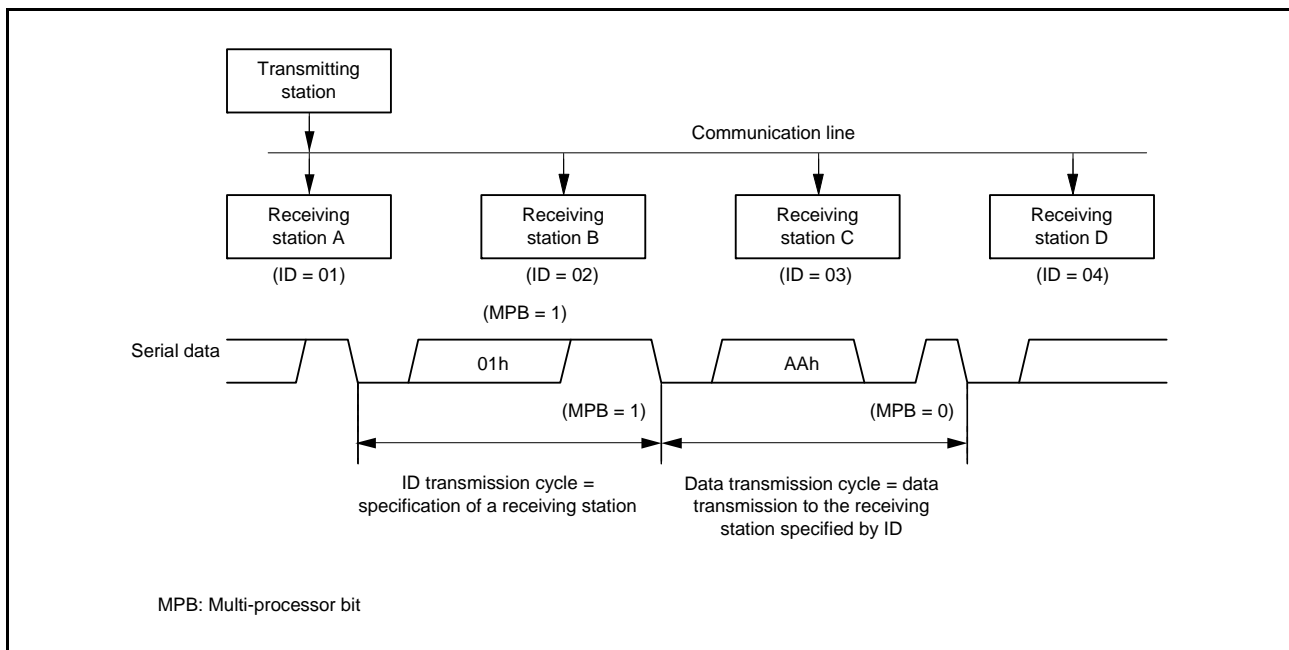 Transmitting
station
Communication line
Receiving
station A
Receiving
station B
Receiving
station C
Receiving
station D
(ID = 01)
(ID = 02)
(ID = 03)
(ID = 04)
(MPB = 1)
Serial data
01h
AAh
(MPB = 1)
(MPB = 0)
ID transmission cycle =
specification of a receiving station
Data transmission cycle = data
transmission to the receiving
station specified by ID
MPB: Multi-processor bit